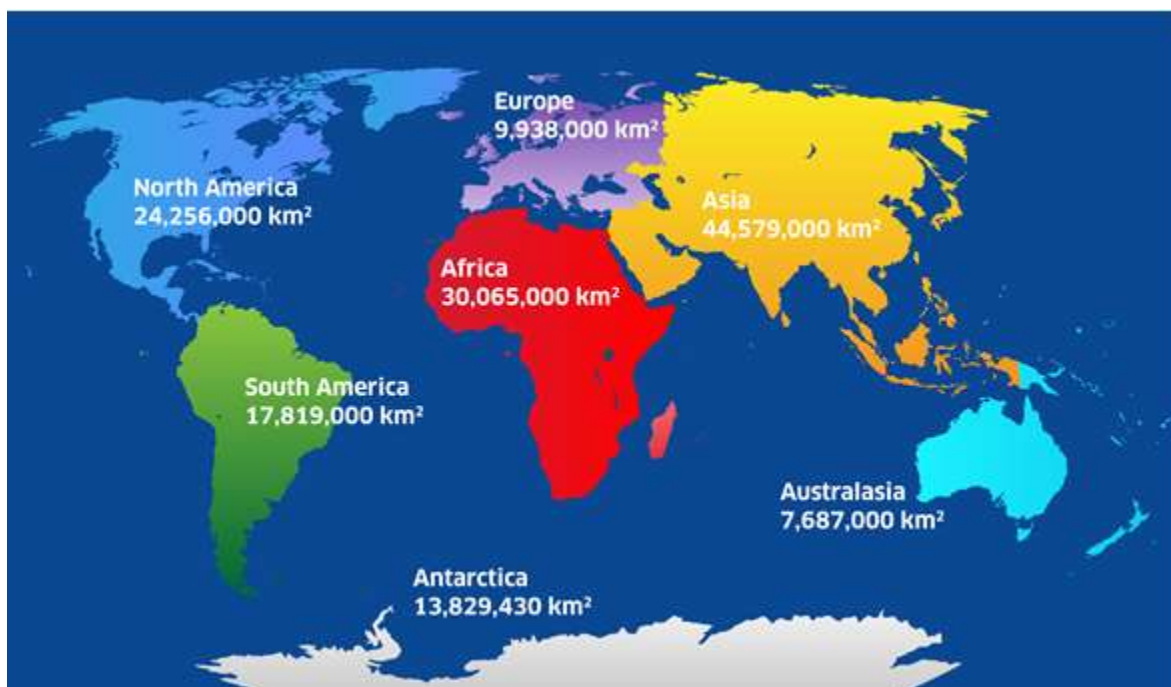 Europe
9,938,000 km²
North America
24,256,000 km²
Asia
44,579,000 km²
Africa
30,065,000 km²
South America
17,819,000 km²
Australasia
7,687,000 km²
Antarctica
13,829,430 km²